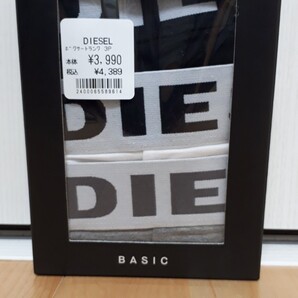 DIE
DIESEL
ボクサートランク 3P
本体 ¥3,990
税込 ¥4,389
2400065589814
DIE
DIE
BASIC